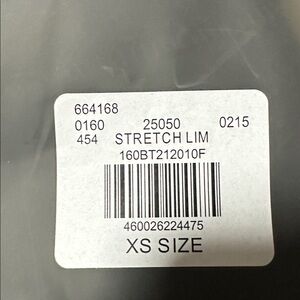 664168
0160 25050 0215
454 STRETCH LIM
160BT212010F
460026224475
XS SIZE